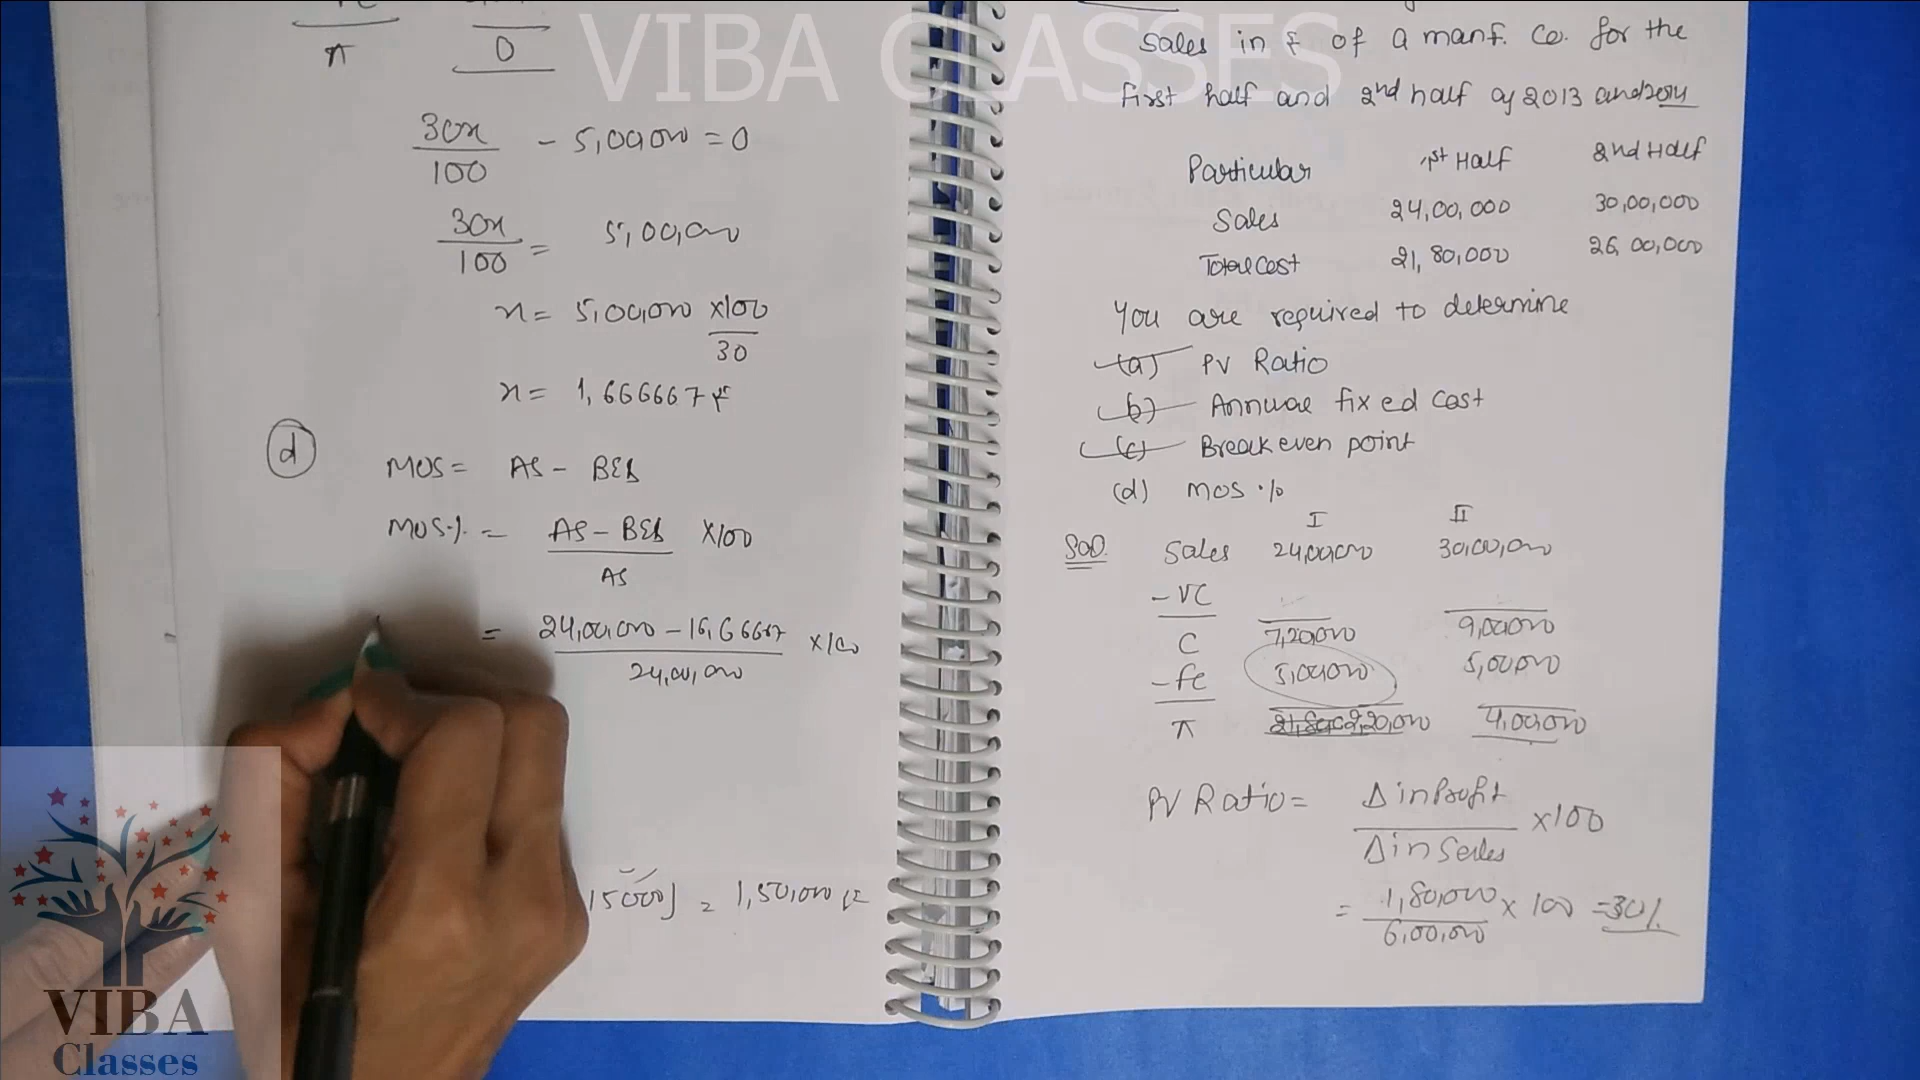 VIBA CLASSES
π 0
30x/100 - 5,00,000 = 0
30x/100 = 5,00,000
x = 5,00,000 x100/30
x = 1,666667 ₹
(d)
MOS = AS - BES
MOS% = AS - BES/AS x100
= 24,00,000 - 16,66667/24,00,000 x100
15000] = 1,50,000
Sales in ₹ of a manf. Co. for the
first half and 2nd half of 2013 and 2014
Particular 1st Half 2nd Half
Sales 24,00,000 30,00,000
Total Cost 21,80,000 26,00,000
You are required to determine
(a) PV Ratio
(b) Annual fixed cost
(c) Breakeven point
(d) MOS %
I II
Sol. Sales 24,00,000 30,00,000
- VC
C 7,20,000 9,00,000
- fc 5,00,000 5,00,000
π 2,20,000 4,00,000
PV Ratio = Δ in Profit/Δ in Sales x100
= 1,80,000/6,00,000 x 100 = 30%
VIBA
Classes